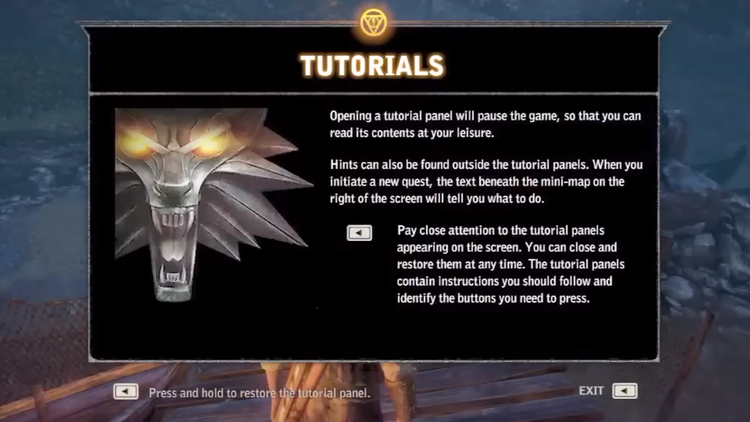 TUTORIALS
Opening a tutorial panel will pause the game, so that you can
read its contents at your leisure.
Hints can also be found outside the tutorial panels. When you
initiate a new quest, the text beneath the mini-map on the
right of the screen will tell you what to do.
Pay close attention to the tutorial panels
appearing on the screen. You can close and
restore them at any time. The tutorial panels
contain instructions you should follow and
identify the buttons you need to press.
Press and hold to restore the tutorial panel.
EXIT